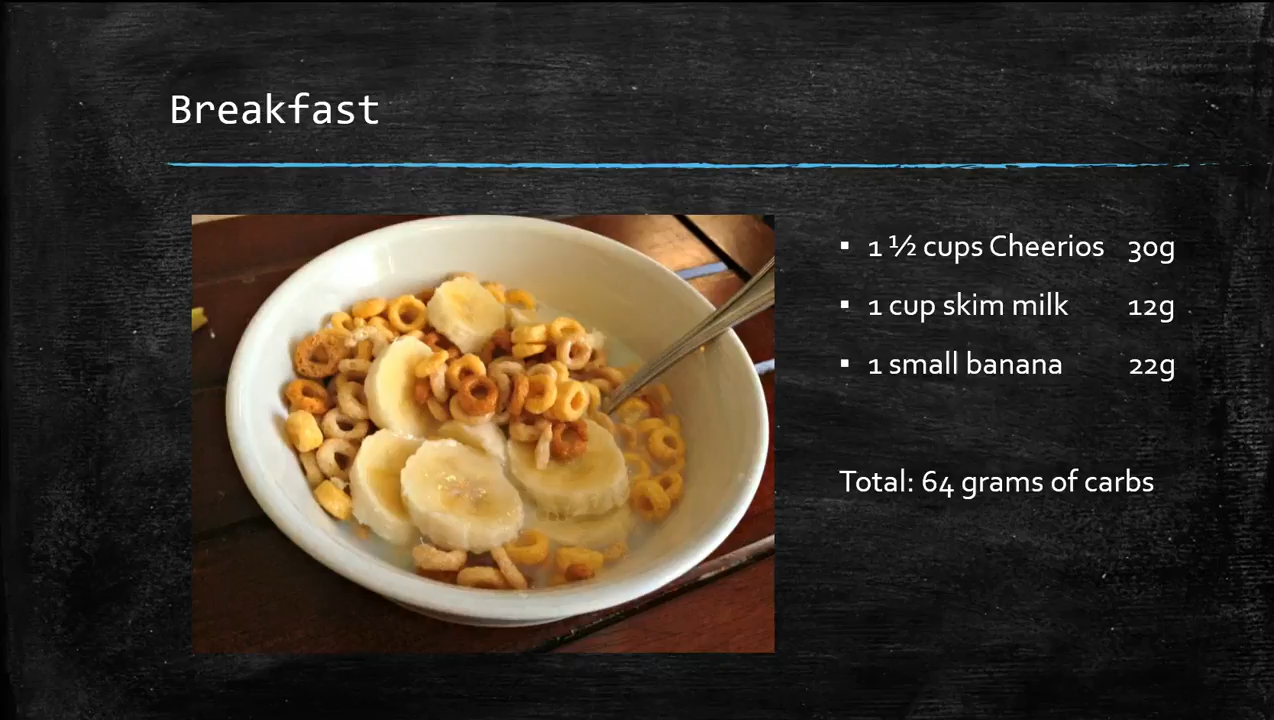 Breakfast
▪ 1 ½ cups Cheerios 30g
▪ 1 cup skim milk 12g
▪ 1 small banana 22g
Total: 64 grams of carbs